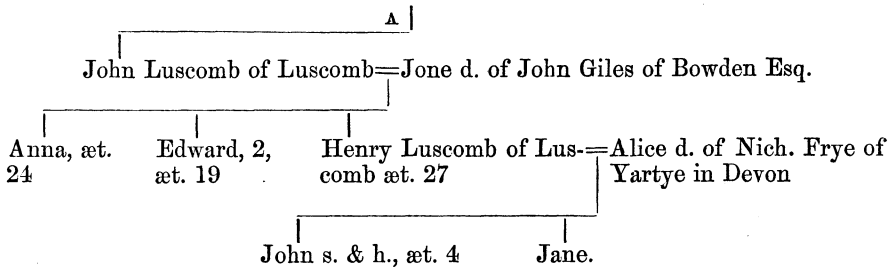 A
John Luscomb of Luscomb=Jone d. of John Giles of Bowden Esq.
Anna, æt. 24
Edward, 2, æt. 19
Henry Luscomb of Lus-=Alice d. of Nich. Frye of
comb æt. 27 Yartye in Devon
John s. & h., æt. 4 Jane.